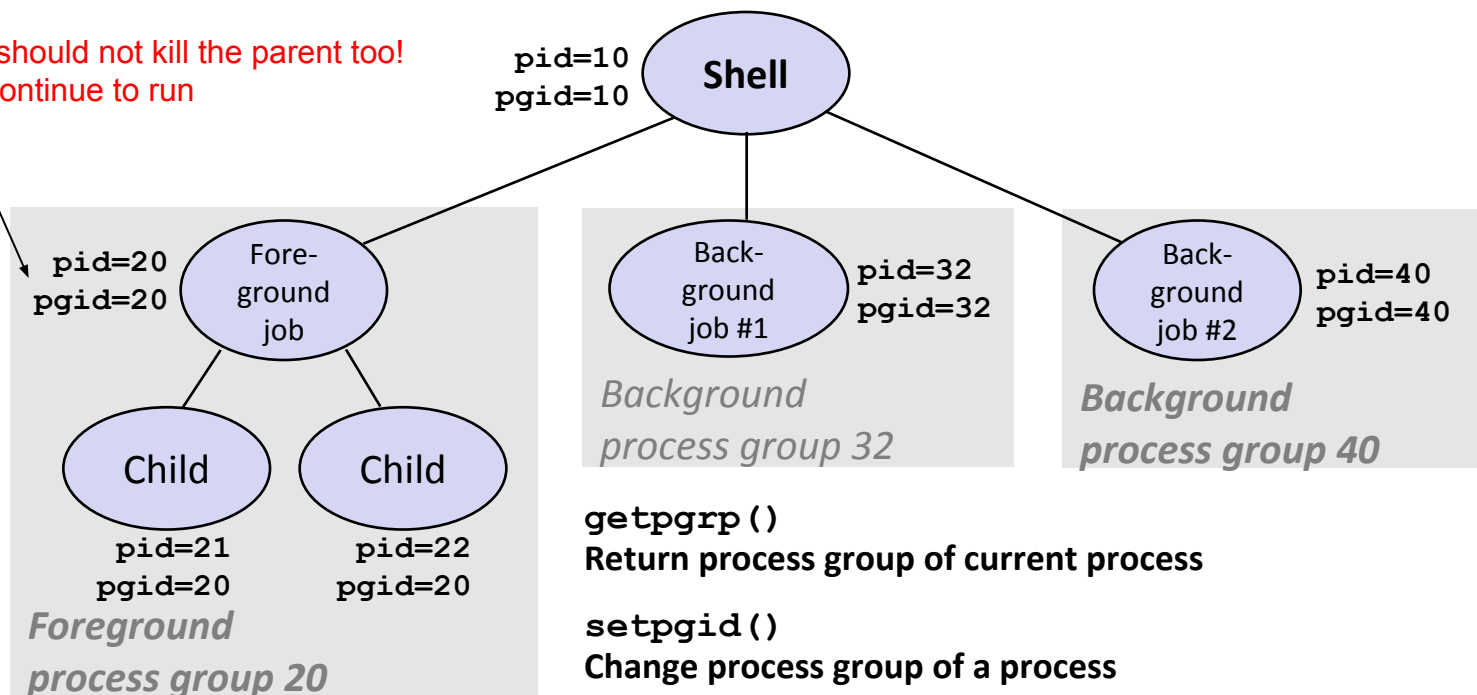 should not kill the parent too!
ontinue to run
pid=10
pgid=10
Shell
pid=20
pgid=20
Fore-
ground
job
Back-
ground
job #1
pid=32
pgid=32
Back-
ground
job #2
pid=40
pgid=40
Background
process group 32
Background
process group 40
Child
Child
pid=21
pgid=20
pid=22
pgid=20
Foreground
process group 20
getpgrp()
Return process group of current process
setpgid()
Change process group of a process